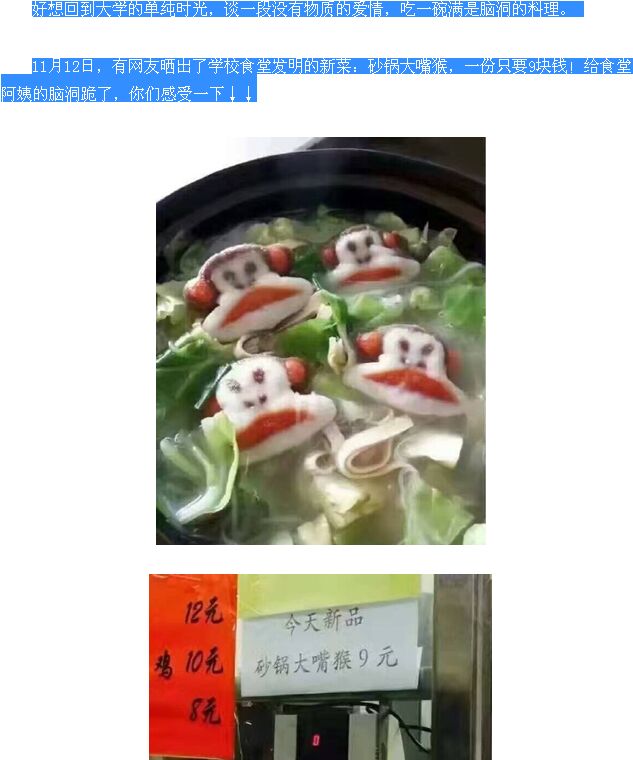 好想回到大学的单纯时光，谈一段没有物质的爱情，吃一碗满是脑洞的料理。
11月12日，有网友晒出了学校食堂发明的新菜：砂锅大嘴猴，一份只要9块钱！给食堂
阿姨的脑洞跪了，你们感受一下↓↓
12元
鸡 10元
8元
今天新品
砂锅大嘴猴9元
0